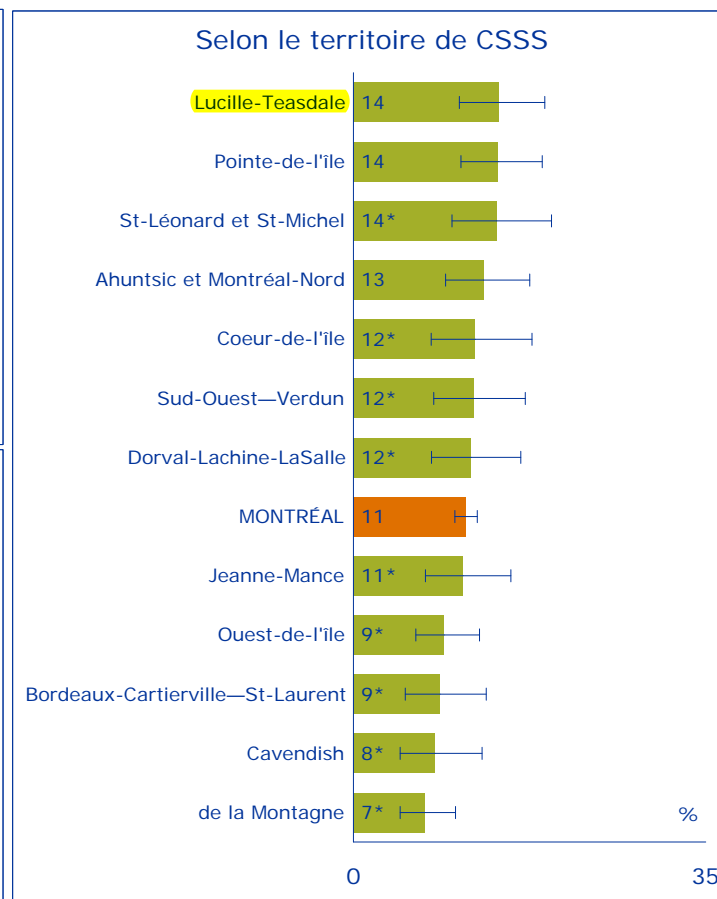 Selon le territoire de CSSS
Lucille-Teasdale 14
Pointe-de-l'île 14
St-Léonard et St-Michel 14*
Ahuntsic et Montréal-Nord 13
Coeur-de-l'île 12*
Sud-Ouest—Verdun 12*
Dorval-Lachine-LaSalle 12*
MONTRÉAL 11
Jeanne-Mance 11*
Ouest-de-l'île 9*
Bordeaux-Cartierville—St-Laurent 9*
Cavendish 8*
de la Montagne 7* %
0 35